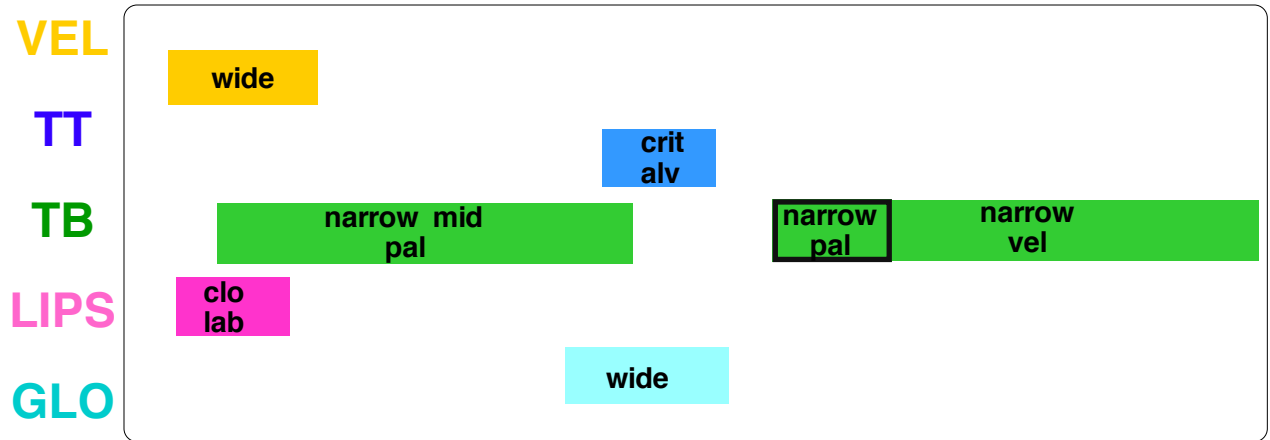 VEL
wide
TT
crit
alv
TB
narrow mid
pal
narrow
pal
narrow
vel
LIPS
clo
lab
GLO
wide